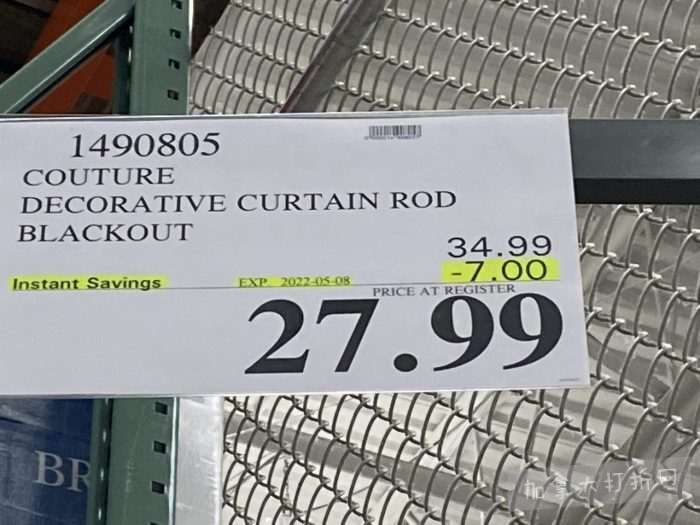 1490805
COUTURE
DECORATIVE CURTAIN ROD
BLACKOUT
34.99
Instant Savings EXP. 2022-05-08 -7.00
PRICE AT REGISTER
27.99
BR
加拿大打折网